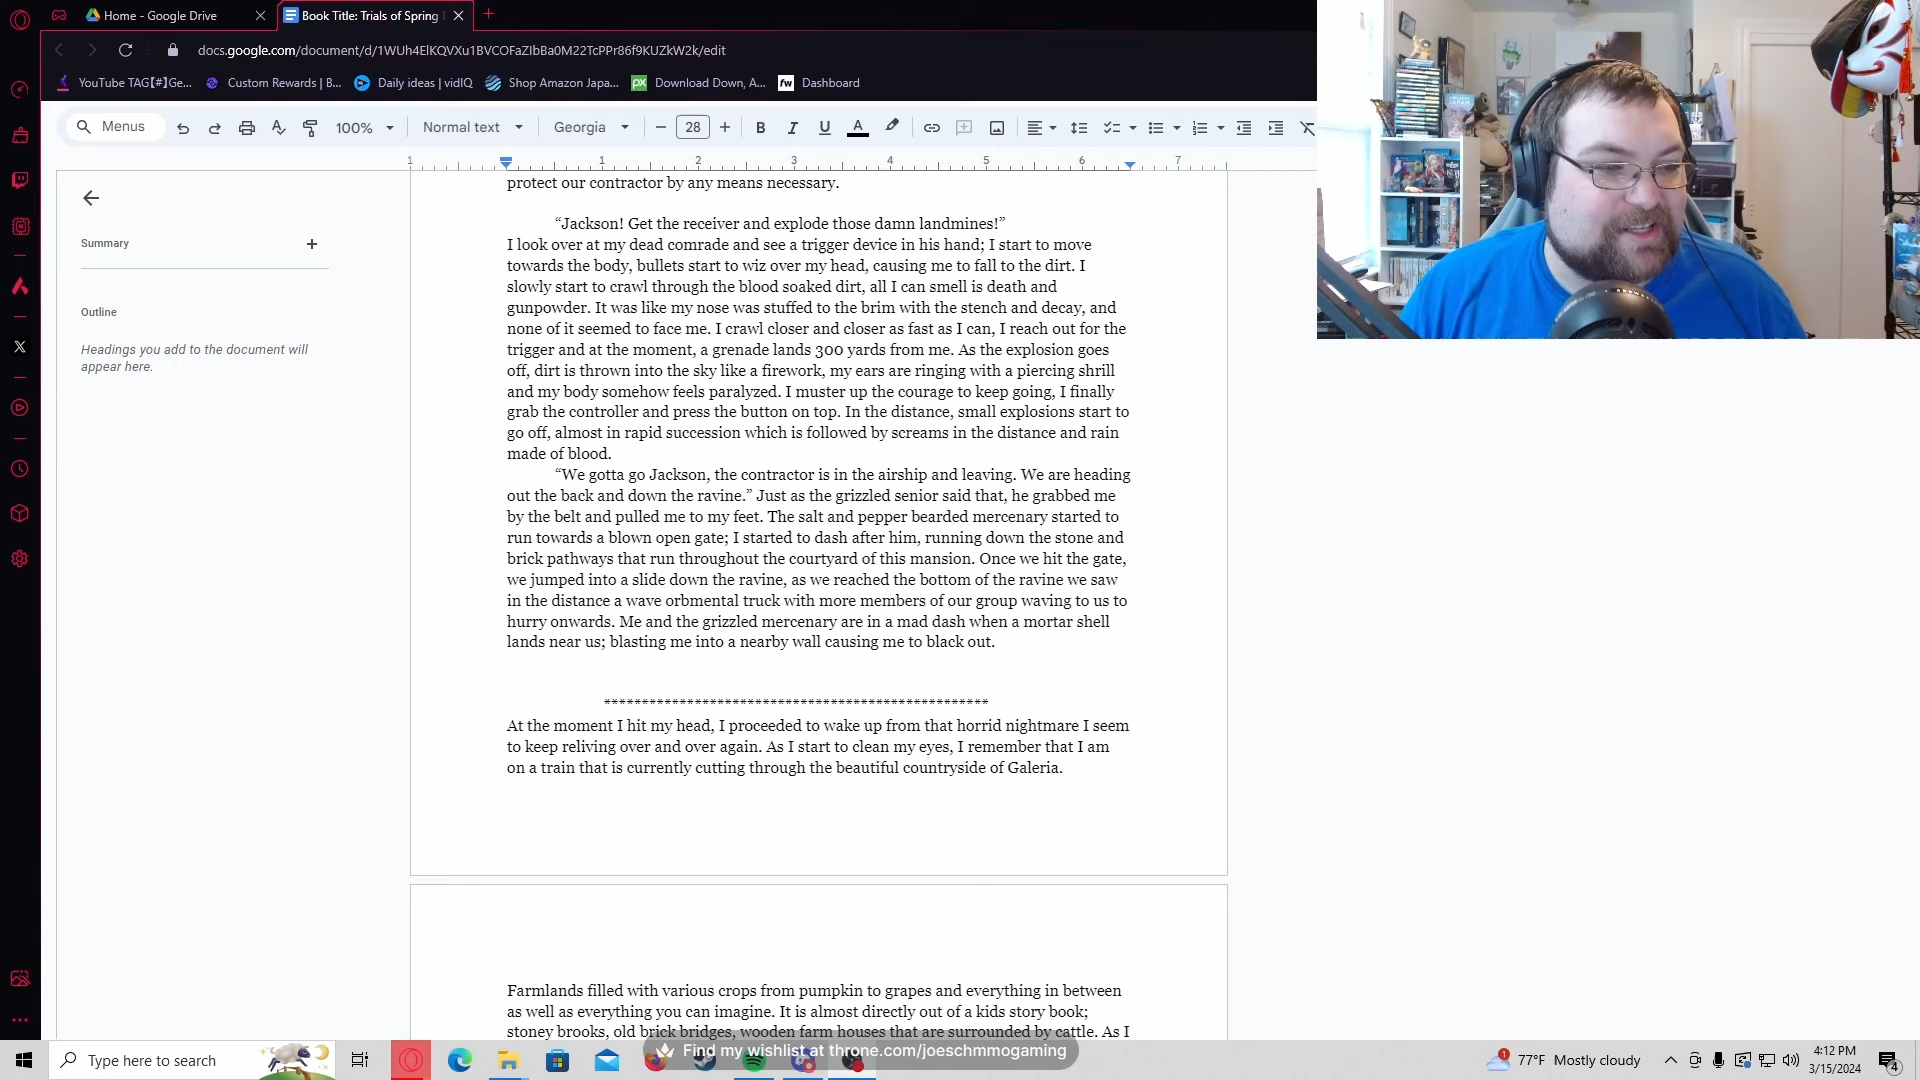 Home - Google Drive
Book Title: Trials of Spring
docs.google.com/document/d/1WUh4ElKQVXu1BVCOFaZIbBa0M22TcPPr86f9KUZkW2k/edit
YouTube TAG【#】Ge...
Custom Rewards | B...
Daily ideas | vidIQ
Shop Amazon Japa...
Download Down, A...
Dashboard
Menus
100%
Normal text
Georgia
28
1 1 2 3 4 5 6 7
Summary
Outline
Headings you add to the document will
appear here.
protect our contractor by any means necessary.
“Jackson! Get the receiver and explode those damn landmines!”
I look over at my dead comrade and see a trigger device in his hand; I start to move
towards the body, bullets start to wiz over my head, causing me to fall to the dirt. I
slowly start to crawl through the blood soaked dirt, all I can smell is death and
gunpowder. It was like my nose was stuffed to the brim with the stench and decay, and
none of it seemed to face me. I crawl closer and closer as fast as I can, I reach out for the
trigger and at the moment, a grenade lands 300 yards from me. As the explosion goes
off, dirt is thrown into the sky like a firework, my ears are ringing with a piercing shrill
and my body somehow feels paralyzed. I muster up the courage to keep going, I finally
grab the controller and press the button on top. In the distance, small explosions start to
go off, almost in rapid succession which is followed by screams in the distance and rain
made of blood.
“We gotta go Jackson, the contractor is in the airship and leaving. We are heading
out the back and down the ravine.” Just as the grizzled senior said that, he grabbed me
by the belt and pulled me to my feet. The salt and pepper bearded mercenary started to
run towards a blown open gate; I started to dash after him, running down the stone and
brick pathways that run throughout the courtyard of this mansion. Once we hit the gate,
we jumped into a slide down the ravine, as we reached the bottom of the ravine we saw
in the distance a wave orbmental truck with more members of our group waving to us to
hurry onwards. Me and the grizzled mercenary are in a mad dash when a mortar shell
lands near us; blasting me into a nearby wall causing me to black out.
***************************************************
At the moment I hit my head, I proceeded to wake up from that horrid nightmare I seem
to keep reliving over and over again. As I start to clean my eyes, I remember that I am
on a train that is currently cutting through the beautiful countryside of Galeria.
Farmlands filled with various crops from pumpkin to grapes and everything in between
as well as everything you can imagine. It is almost directly out of a kids story book;
stoney brooks, old brick bridges, wooden farm houses that are surrounded by cattle. As I
Find my wishlist at throne.com/joeschmmogaming
Type here to search
77°F Mostly cloudy
4:12 PM
3/15/2024